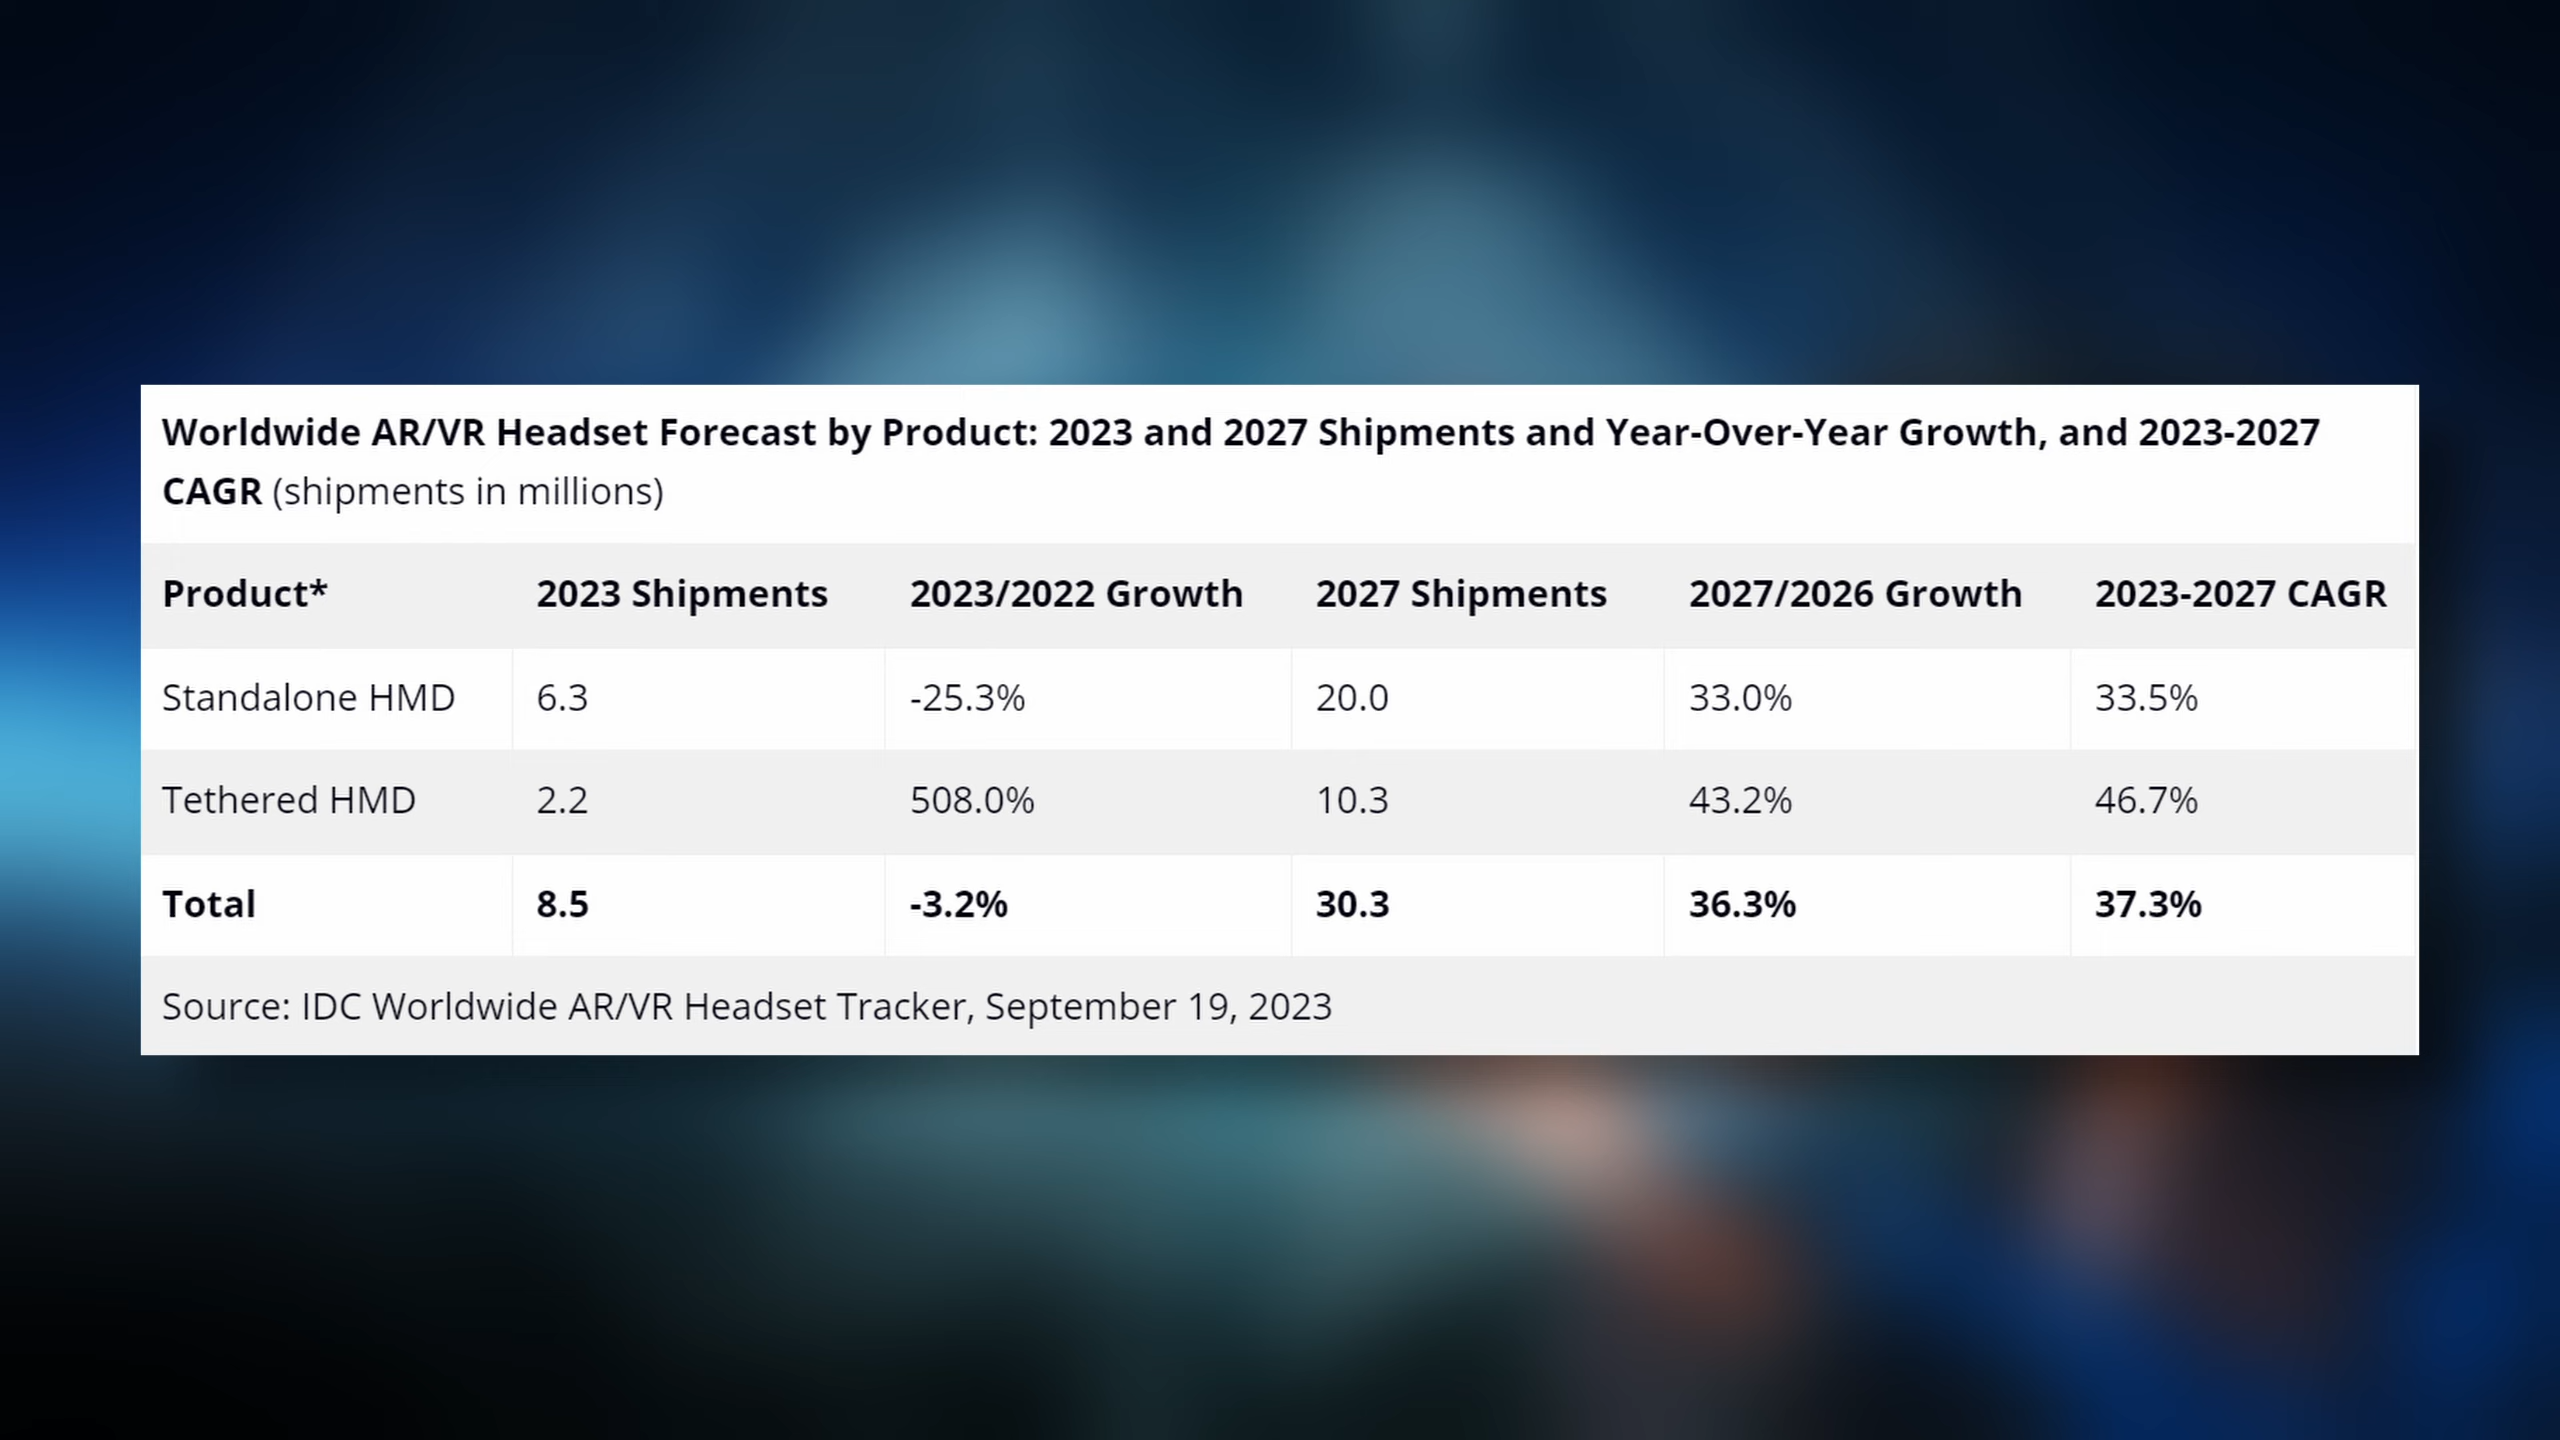 Worldwide AR/VR Headset Forecast by Product: 2023 and 2027 Shipments and Year-Over-Year Growth, and 2023-2027
CAGR (shipments in millions)
Product* 2023 Shipments 2023/2022 Growth 2027 Shipments 2027/2026 Growth 2023-2027 CAGR
Standalone HMD 6.3 -25.3% 20.0 33.0% 33.5%
Tethered HMD 2.2 508.0% 10.3 43.2% 46.7%
Total 8.5 -3.2% 30.3 36.3% 37.3%
Source: IDC Worldwide AR/VR Headset Tracker, September 19, 2023